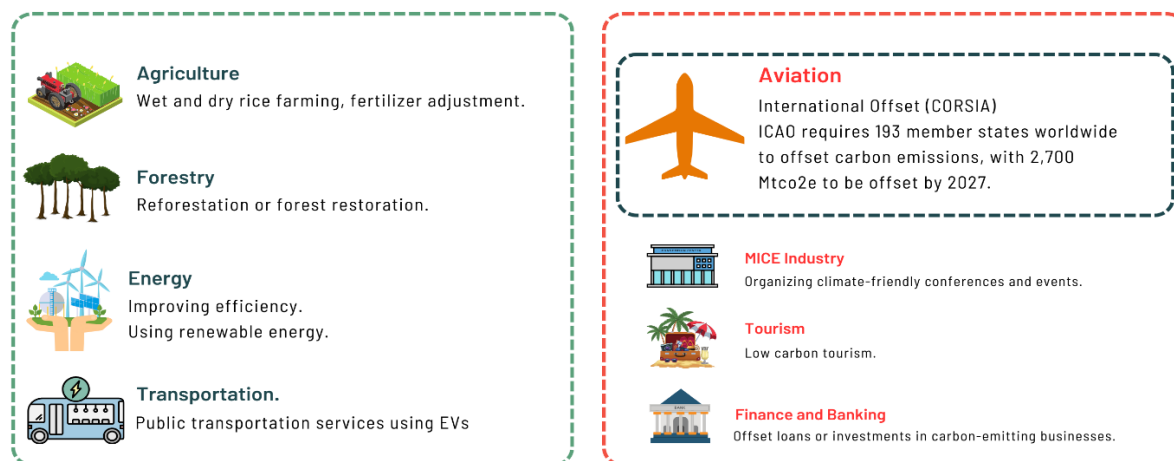 Agriculture
Wet and dry rice farming, fertilizer adjustment.
Forestry
Reforestation or forest restoration.
Energy
Improving efficiency.
Using renewable energy.
Transportation.
Public transportation services using EVs
Aviation
International Offset (CORSIA)
ICAO requires 193 member states worldwide
to offset carbon emissions, with 2,700
Mtco2e to be offset by 2027.
MICE Industry
Organizing climate-friendly conferences and events.
Tourism
Low carbon tourism.
Finance and Banking
Offset loans or investments in carbon-emitting businesses.